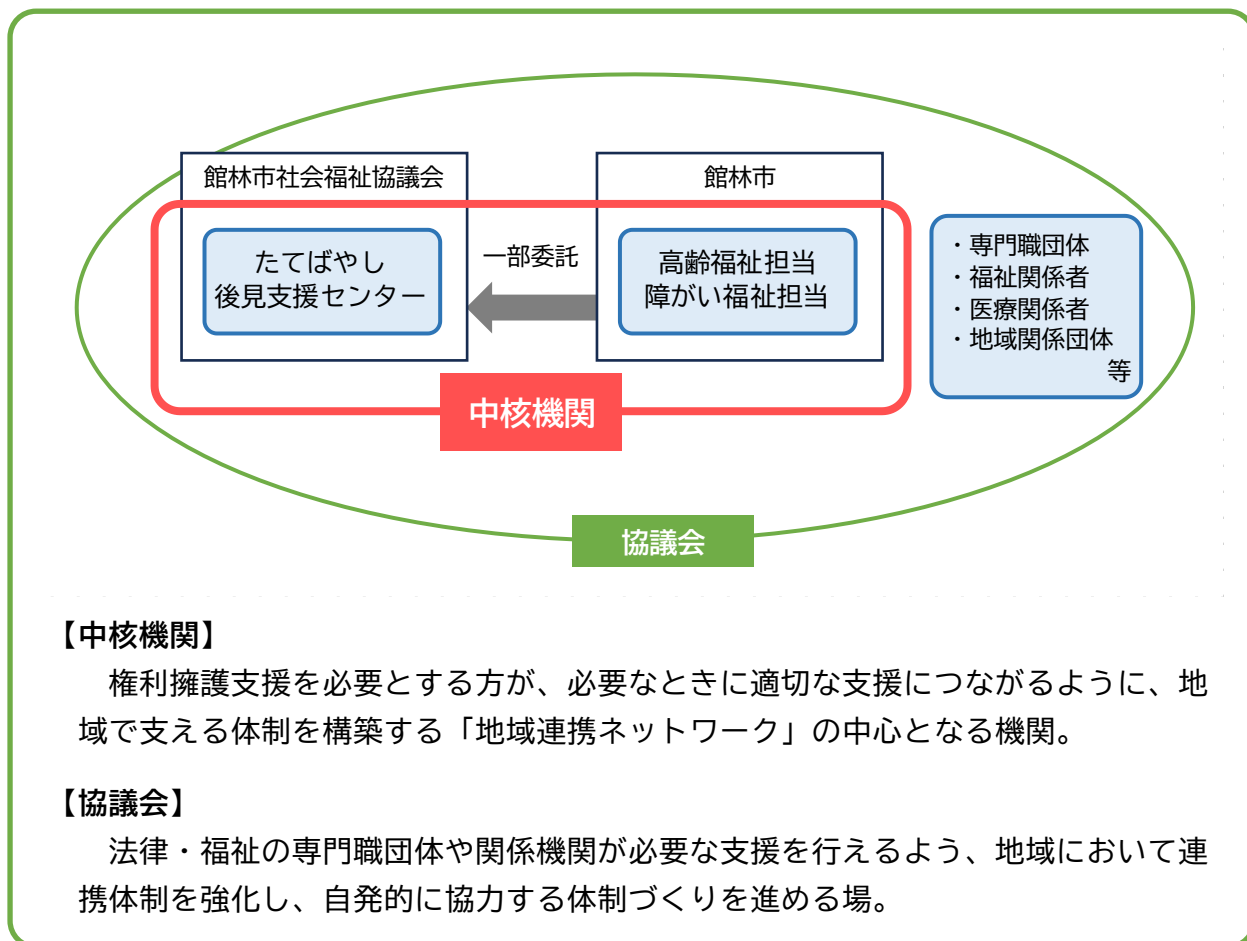 館林市社会福祉協議会
館林市
たてばやし
後見支援センター
一部委託
高齢福祉担当
障がい福祉担当
・専門職団体
・福祉関係者
・医療関係者
・地域関係団体
等
中核機関
協議会
【中核機関】
権利擁護支援を必要とする方が、必要なときに適切な支援につながるように、地
域で支える体制を構築する「地域連携ネットワーク」の中心となる機関。
【協議会】
法律・福祉の専門職団体や関係機関が必要な支援を行えるよう、地域において連
携体制を強化し、自発的に協力する体制づくりを進める場。